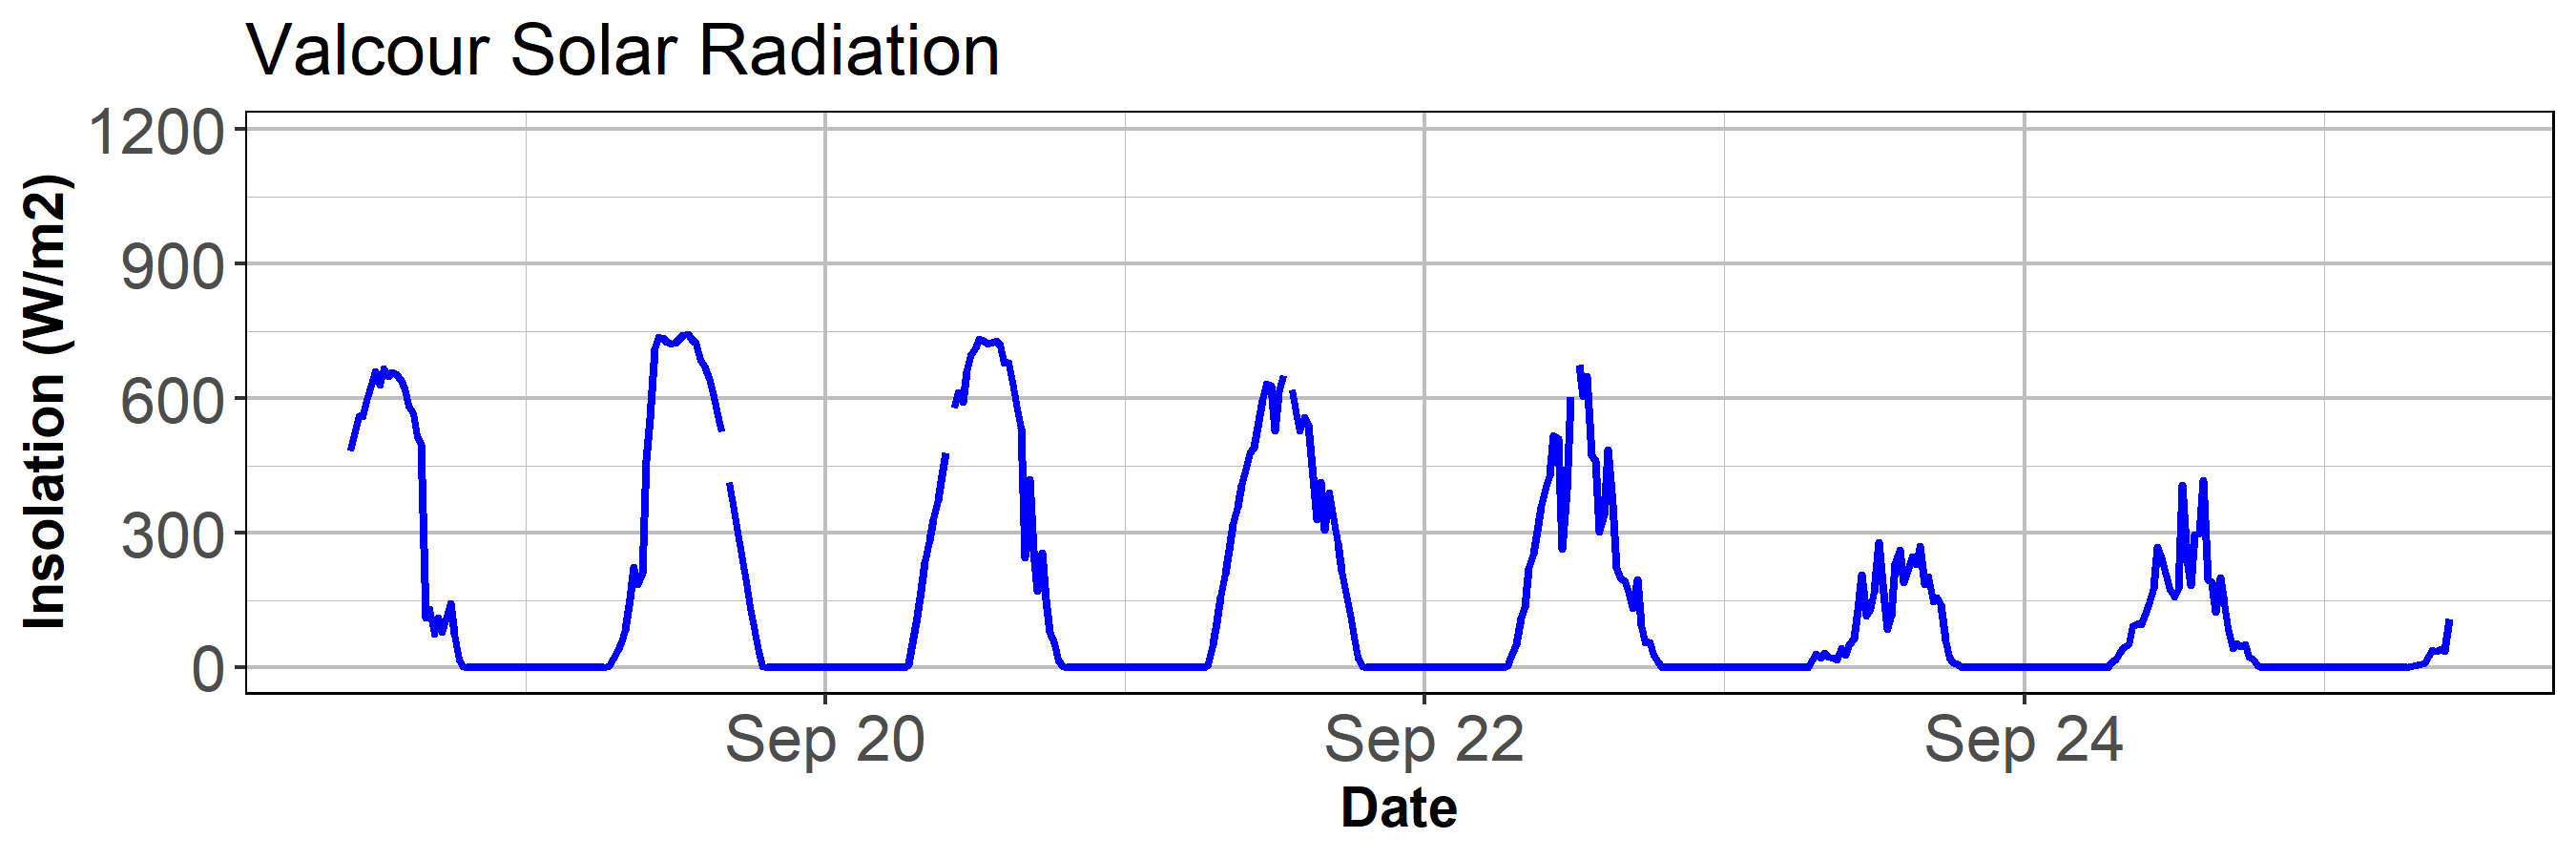 Valcour Solar Radiation
1200
900
600
300
0
Insolation (W/m2)
Sep 20
Sep 22
Sep 24
Date